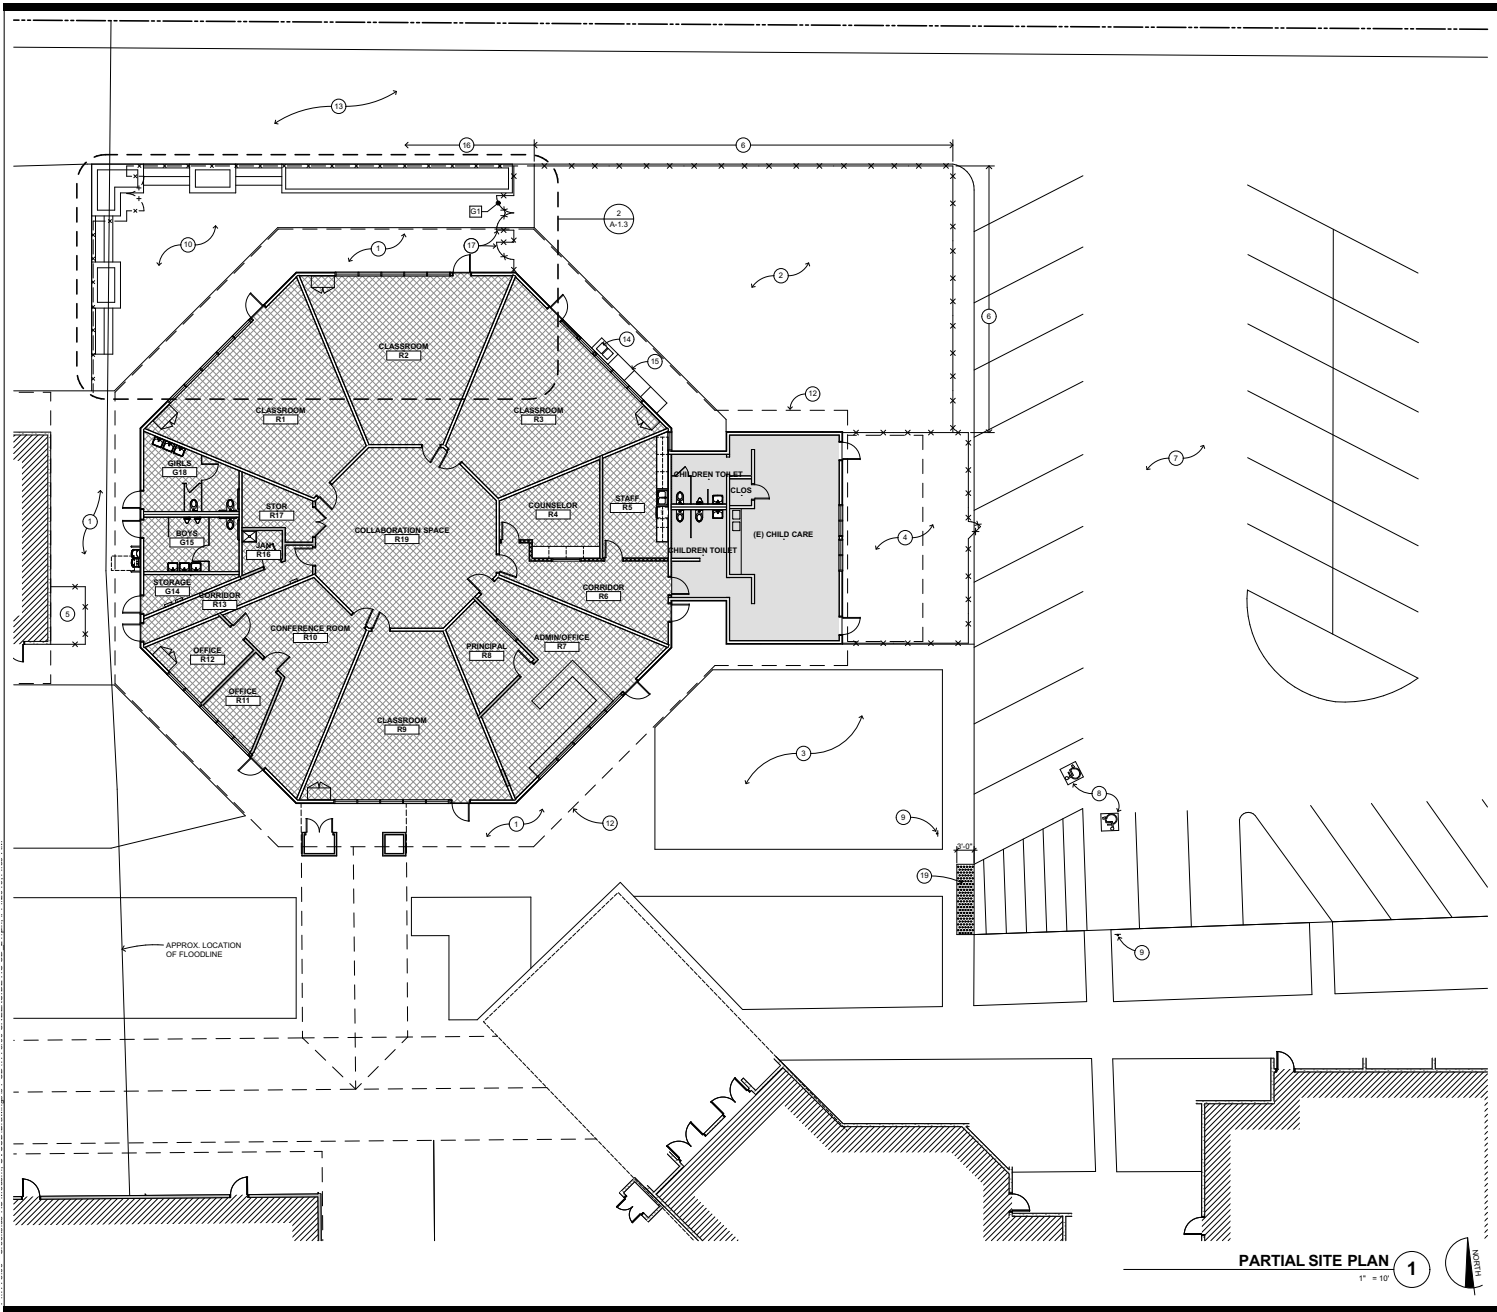 13
16
6
G1
2
A-1.3
10
1
17
2
6
14
15
12
CLASSROOM
R2
CLASSROOM
R1
CLASSROOM
R3
7
GIRLS
G18
STOR
R17
COUNSELOR
R4
STAFF
R5
CHILDREN TOILET
CLOS
1
BOYS
G15
JAN
R16
COLLABORATION SPACE
R19
(E) CHILD CARE
4
CHILDREN TOILET
STORAGE
G14
CORRIDOR
R13
CORRIDOR
R6
5
CONFERENCE ROOM
R10
ADMIN/OFFICE
R7
PRINCIPAL
R8
OFFICE
R12
OFFICE
R11
CLASSROOM
R9
3
8
1
12
9
3'-0"
19
APPROX. LOCATION
OF FLOODLINE
9
PARTIAL SITE PLAN
1
1" = 10'
NORTH